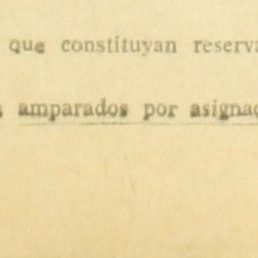 que constituyan reserva
amparados por asignac